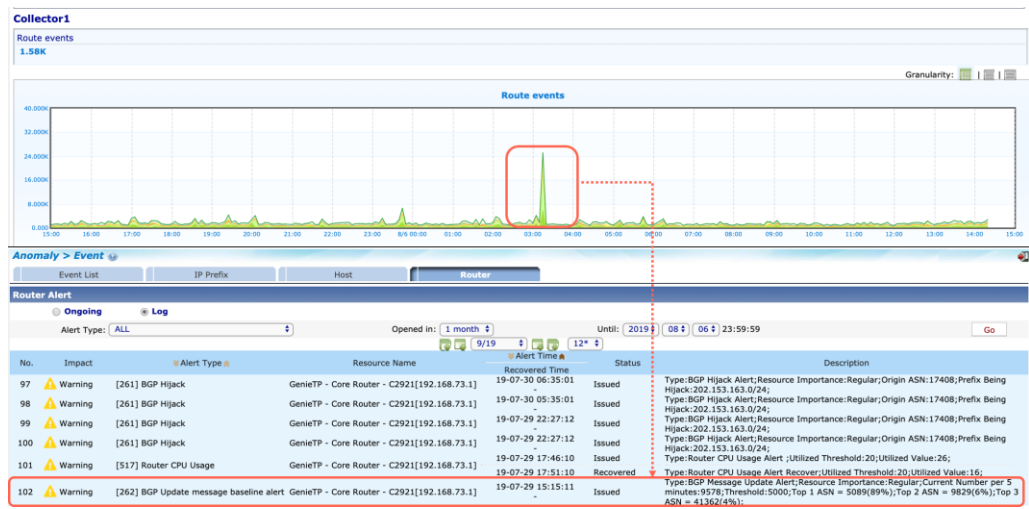 Collector1
Route events
1.58K
Granularity: | |
Route events
40.000K
32.000K
24.000K
16.000K
8.000K
0.000
15:00 16:00 17:00 18:00 19:00 20:00 21:00 22:00 23:00 8/6 00:00 01:00 02:00 03:00 04:00 05:00 06:00 07:00 08:00 09:00 10:00 11:00 12:00 13:00 14:00 15:00
Anomaly > Event
Event List IP Prefix Host Router
Router Alert
Ongoing Log
Alert Type: ALL Opened in: 1 month Until: 2019 08 06 23:59:59 Go
9/19 12*
No. Impact Alert Type Resource Name Alert Time Status Description
Recovered Time
97 Warning [261] BGP Hijack GenieTP - Core Router - C2921[192.168.73.1] 19-07-30 06:35:01 Issued Type:BGP Hijack Alert;Resource Importance:Regular;Origin ASN:17408;Prefix Being
- Hijack:202.153.163.0/24;
98 Warning [261] BGP Hijack GenieTP - Core Router - C2921[192.168.73.1] 19-07-30 05:35:01 Issued Type:BGP Hijack Alert;Resource Importance:Regular;Origin ASN:17408;Prefix Being
- Hijack:202.153.163.0/24;
99 Warning [261] BGP Hijack GenieTP - Core Router - C2921[192.168.73.1] 19-07-29 22:27:12 Issued Type:BGP Hijack Alert;Resource Importance:Regular;Origin ASN:17408;Prefix Being
- Hijack:202.153.163.0/24;
100 Warning [261] BGP Hijack GenieTP - Core Router - C2921[192.168.73.1] 19-07-29 22:27:12 Issued Type:BGP Hijack Alert;Resource Importance:Regular;Origin ASN:17408;Prefix Being
- Hijack:202.153.163.0/24;
101 Warning [517] Router CPU Usage GenieTP - Core Router - C2921[192.168.73.1] 19-07-29 17:46:10 Issued Type:Router CPU Usage Alert ;Utilized Threshold:20;Utilized Value:26;
19-07-29 17:51:10 Recovered Type:Router CPU Usage Alert Recover;Utilized Threshold:20;Utilized Value:16;
102 Warning [262] BGP Update message baseline alert GenieTP - Core Router - C2921[192.168.73.1] 19-07-29 15:15:11 Issued Type:BGP Message Update Alert;Resource Importance:Regular;Current Number per 5
- minutes:9578;Threshold:5000;Top 1 ASN = 5089(89%);Top 2 ASN = 9829(6%);Top 3
ASN = 41362(4%);